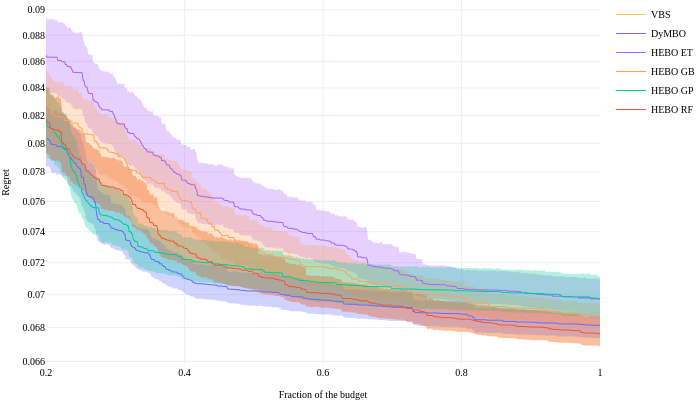 0.09
0.088
0.086
0.084
0.082
0.08
0.078
0.076
0.074
0.072
0.07
0.068
0.066
Regret
0.2
0.4
0.6
0.8
1
Fraction of the budget
VBS
DyMBO
HEBO ET
HEBO GB
HEBO GP
HEBO RF